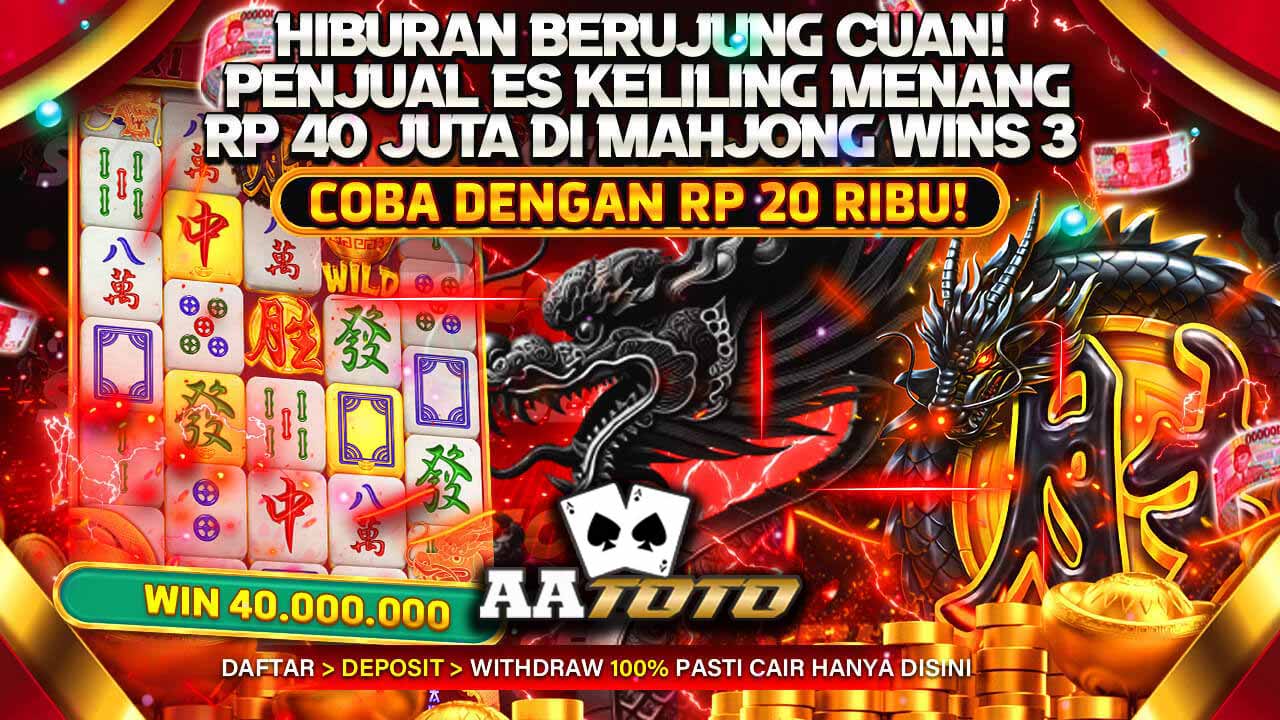 HIBURAN BERUJUNG CUAN!
PENJUAL ES KELILING MENANG
RP 40 JUTA DI MAHJONG WINS 3
COBA DENGAN RP 20 RIBU!
WILD
八
萬
中
萬
胜
發
發
中
八
萬
發
胜
A
A
AATOTO
WIN 40.000.000
DAFTAR > DEPOSIT > WITHDRAW 100% PASTI CAIR HANYA DISINI